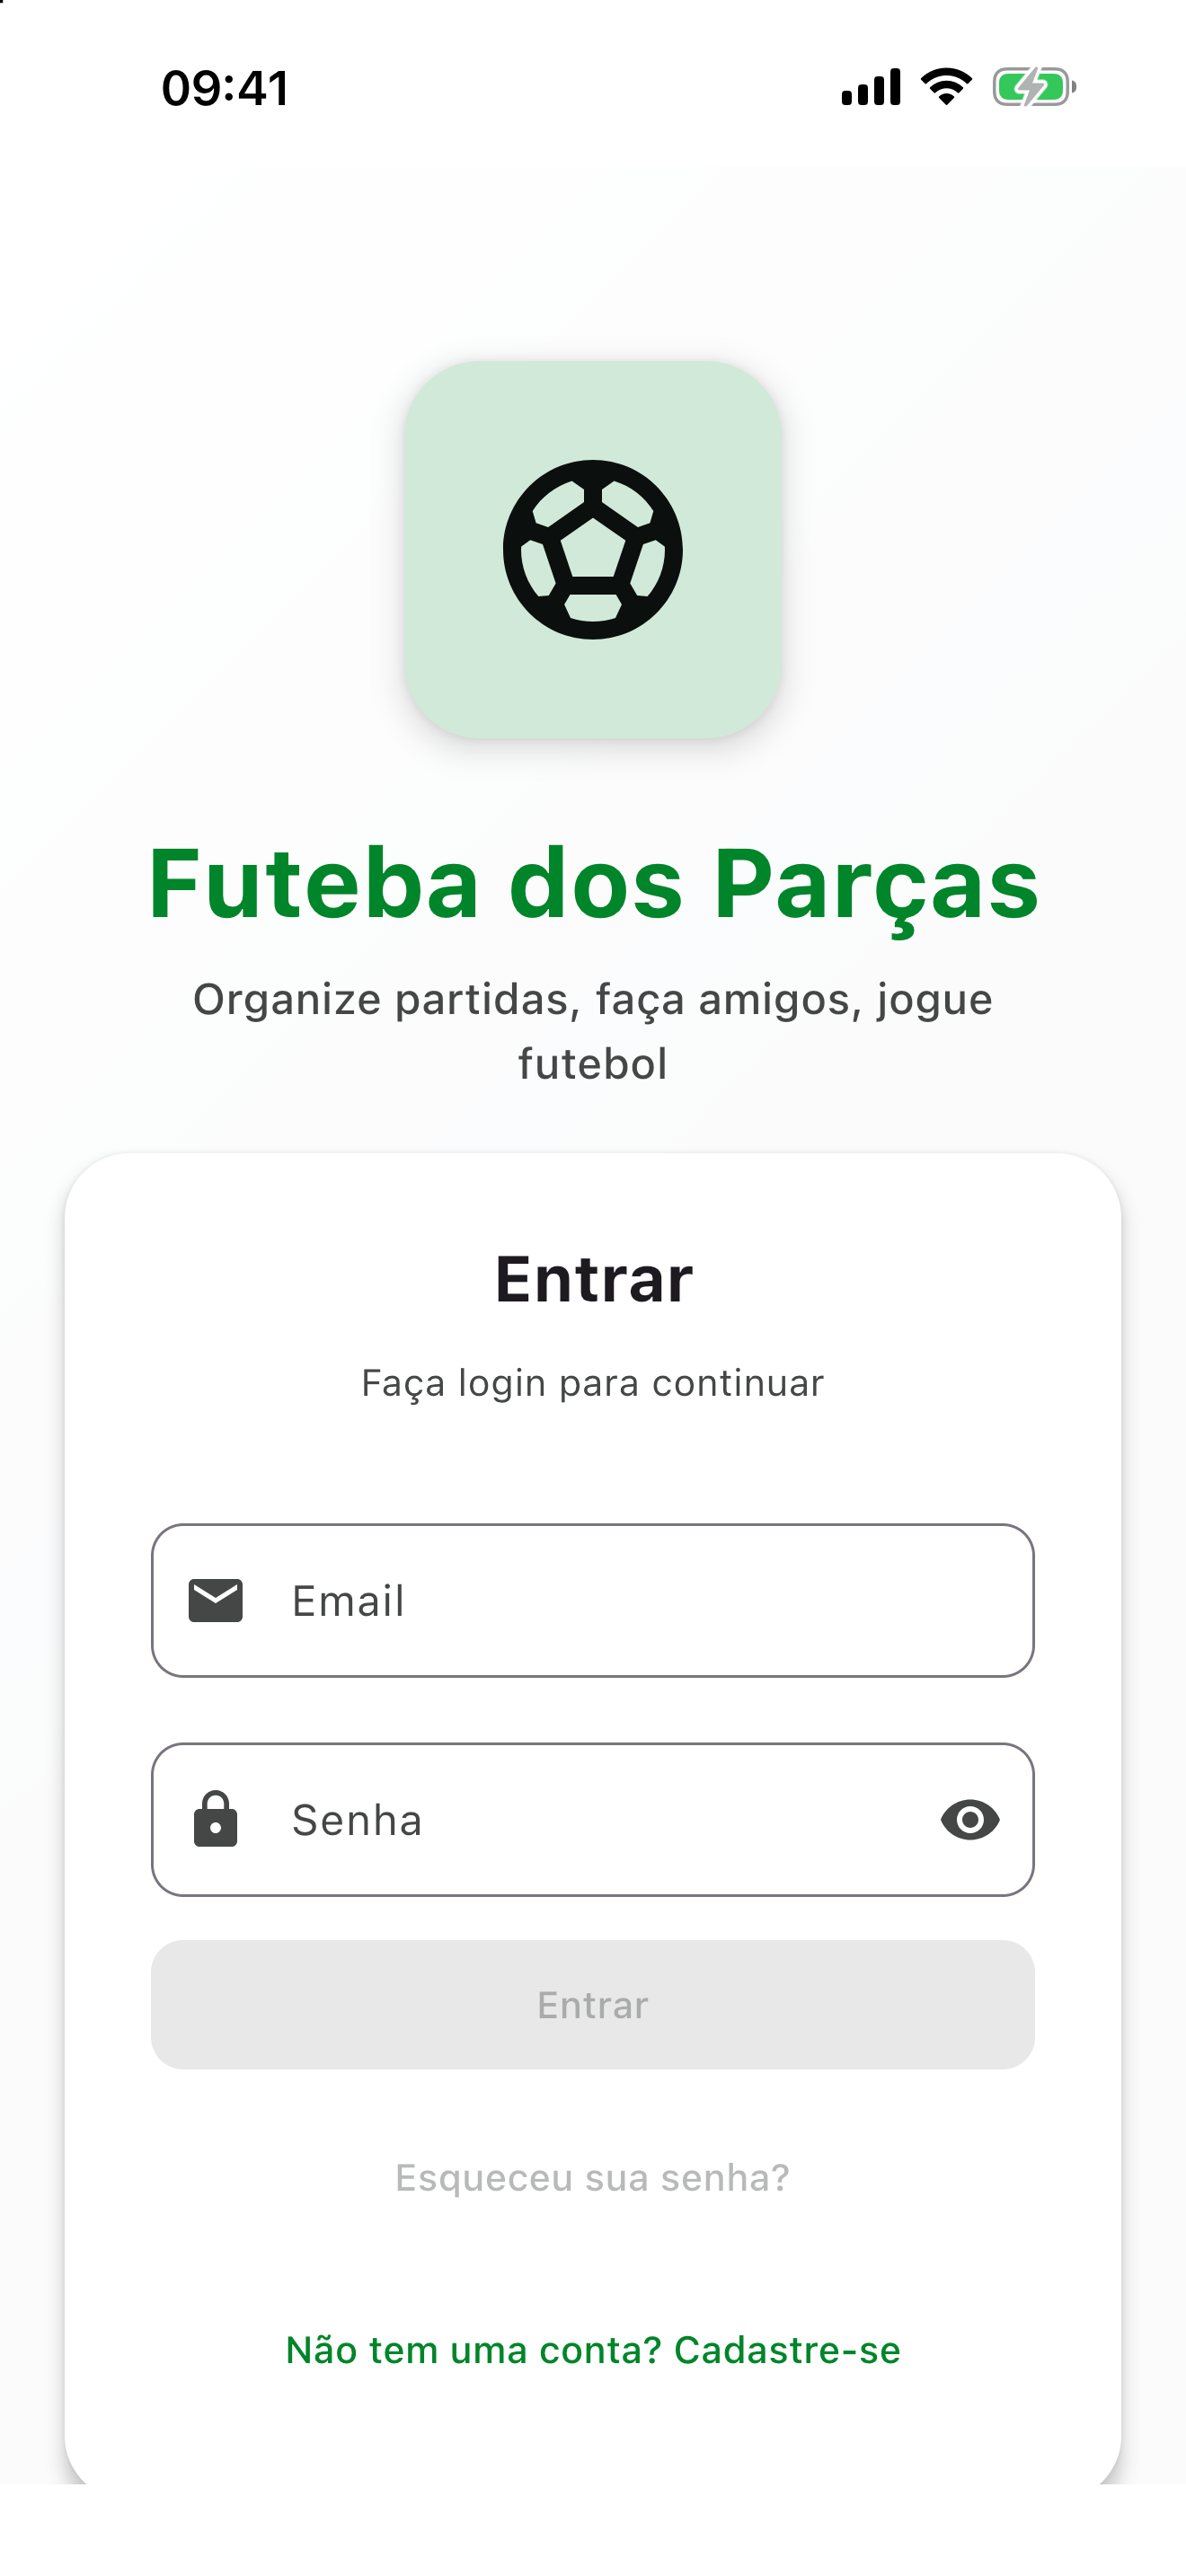 09:41
Futeba dos Parças
Organize partidas, faça amigos, jogue
futebol
Entrar
Faça login para continuar
Email
Senha
Entrar
Esqueceu sua senha?
Não tem uma conta? Cadastre-se